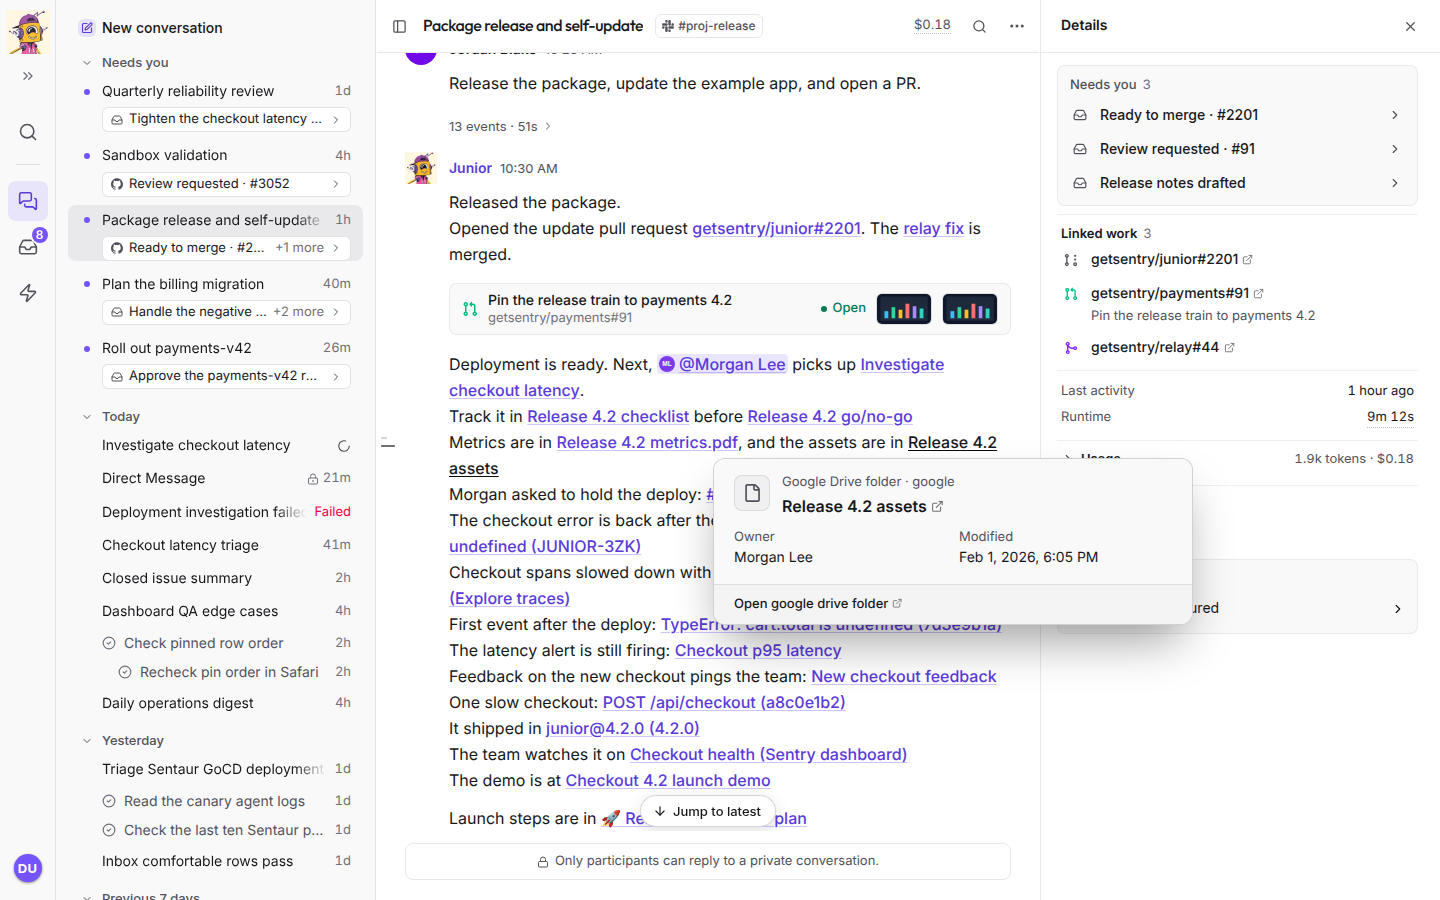 New conversation
Needs you
Quarterly reliability review 1d
Tighten the checkout latency ...
Sandbox validation 4h
Review requested · #3052
Package release and self-update 1h
Ready to merge · #2... +1 more
Plan the billing migration 40m
Handle the negative ... +2 more
Roll out payments-v42 26m
Approve the payments-v42 r...
Today
Investigate checkout latency
Direct Message 21m
Deployment investigation failed Failed
Checkout latency triage 41m
Closed issue summary 2h
Dashboard QA edge cases 4h
Check pinned row order 2h
Recheck pin order in Safari 2h
Daily operations digest 4h
Yesterday
Triage Sentaur GoCD deployment 1d
Read the canary agent logs 1d
Check the last ten Sentaur p... 1d
Inbox comfortable rows pass 1d
Previous 7 days
8
DU
Package release and self-update #proj-release $0.18
Release the package, update the example app, and open a PR.
13 events · 51s
Junior 10:30 AM
Released the package.
Opened the update pull request getsentry/junior#2201. The relay fix is
merged.
Pin the release train to payments 4.2
getsentry/payments#91
Open
Deployment is ready. Next, ML @Morgan Lee picks up Investigate
checkout latency.
Track it in Release 4.2 checklist before Release 4.2 go/no-go
Metrics are in Release 4.2 metrics.pdf, and the assets are in Release 4.2
assets
Morgan asked to hold the deploy: #
The checkout error is back after the
undefined (JUNIOR-3ZK)
Checkout spans slowed down with
(Explore traces)
First event after the deploy: TypeError: cart.total is undefined (7d3e9b1a)
The latency alert is still firing: Checkout p95 latency
Feedback on the new checkout pings the team: New checkout feedback
One slow checkout: POST /api/checkout (a8c0e1b2)
It shipped in junior@4.2.0 (4.2.0)
The team watches it on Checkout health (Sentry dashboard)
The demo is at Checkout 4.2 launch demo
Launch steps are in 🚀 Re plan
Jump to latest
Only participants can reply to a private conversation.
Google Drive folder · google
Release 4.2 assets
Owner Modified
Morgan Lee Feb 1, 2026, 6:05 PM
Open google drive folder
Details
Needs you 3
Ready to merge · #2201
Review requested · #91
Release notes drafted
Linked work 3
getsentry/junior#2201
getsentry/payments#91
Pin the release train to payments 4.2
getsentry/relay#44
Last activity 1 hour ago
Runtime 9m 12s
Usage 1.9k tokens · $0.18
ured